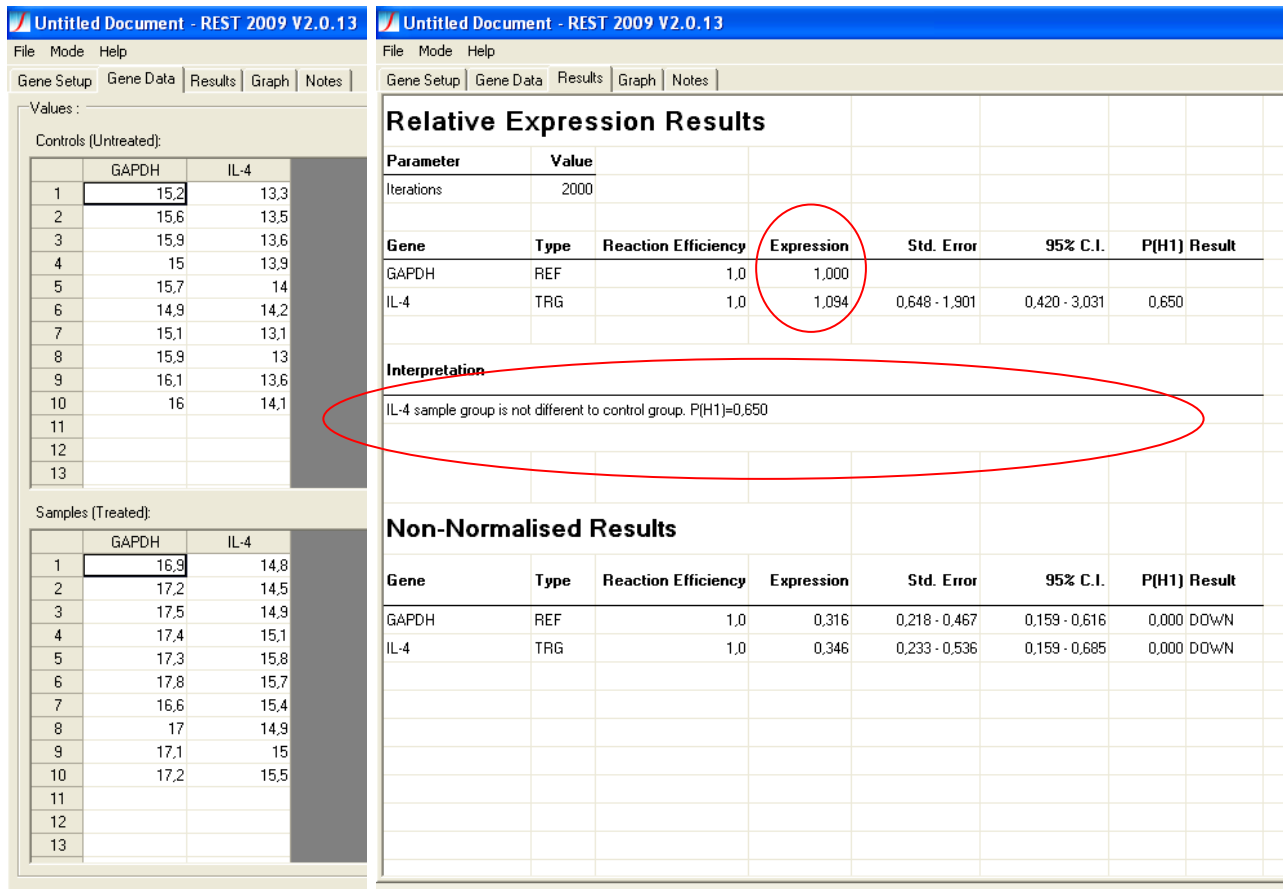 Untitled Document - REST 2009 V2.0.13
File Mode Help
Gene Setup Gene Data Results Graph Notes
Values :
Controls (Untreated):
GAPDH IL-4
1 15,2 13,3
2 15,6 13,5
3 15,9 13,6
4 15 13,9
5 15,7 14
6 14,9 14,2
7 15,1 13,1
8 15,9 13
9 16,1 13,6
10 16 14,1
11
12
13
Samples (Treated):
GAPDH IL-4
1 16,9 14,8
2 17,2 14,5
3 17,5 14,9
4 17,4 15,1
5 17,3 15,8
6 17,8 15,7
7 16,6 15,4
8 17 14,9
9 17,1 15
10 17,2 15,5
11
12
13
Untitled Document - REST 2009 V2.0.13
File Mode Help
Gene Setup Gene Data Results Graph Notes
Relative Expression Results
Parameter Value
Iterations 2000
Gene Type Reaction Efficiency Expression Std. Error 95% C.I. P(H1) Result
GAPDH REF 1,0 1,000
IL-4 TRG 1,0 1,094 0,648 - 1,901 0,420 - 3,031 0,650
Interpretation
IL-4 sample group is not different to control group. P(H1)=0,650
Non-Normalised Results
Gene Type Reaction Efficiency Expression Std. Error 95% C.I. P(H1) Result
GAPDH REF 1,0 0,316 0,218 - 0,467 0,159 - 0,616 0,000 DOWN
IL-4 TRG 1,0 0,346 0,233 - 0,536 0,159 - 0,685 0,000 DOWN